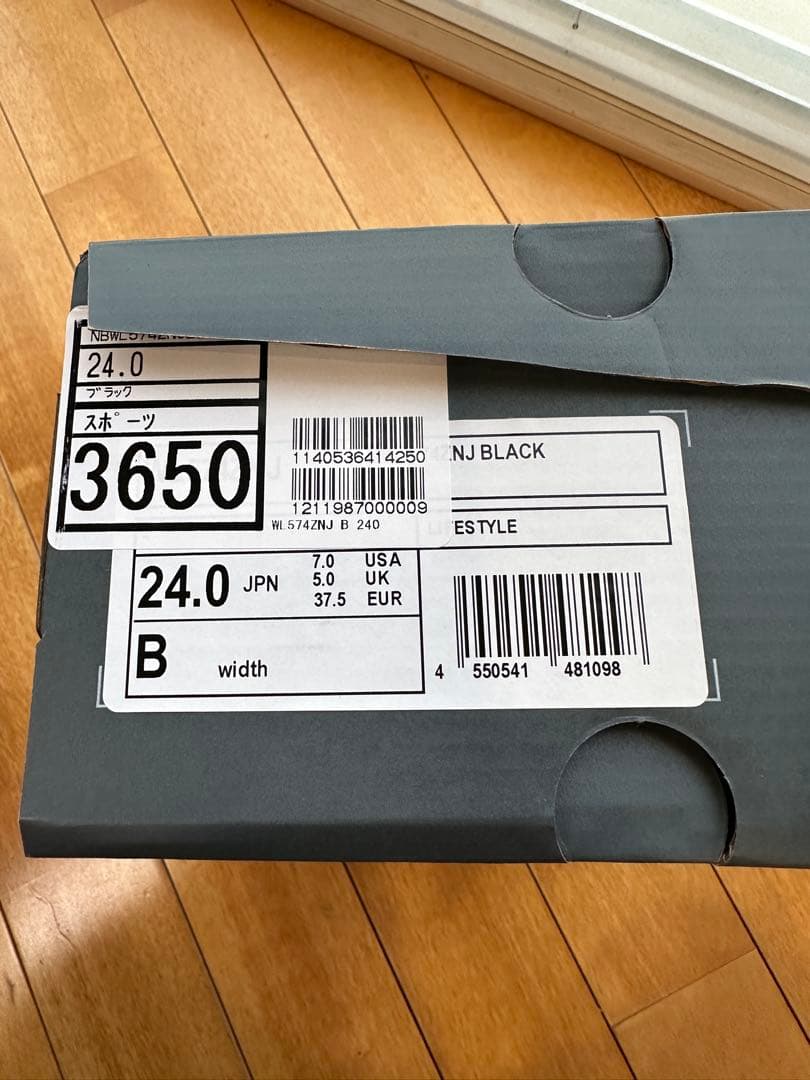 24.0
ブラック
スポーツ
3650
1140536414250
1211987000009
WL574ZNJ B 240
ZNJ BLACK
LIFESTYLE
24.0 JPN
7.0 USA
5.0 UK
37.5 EUR
B width
4 550541 481098